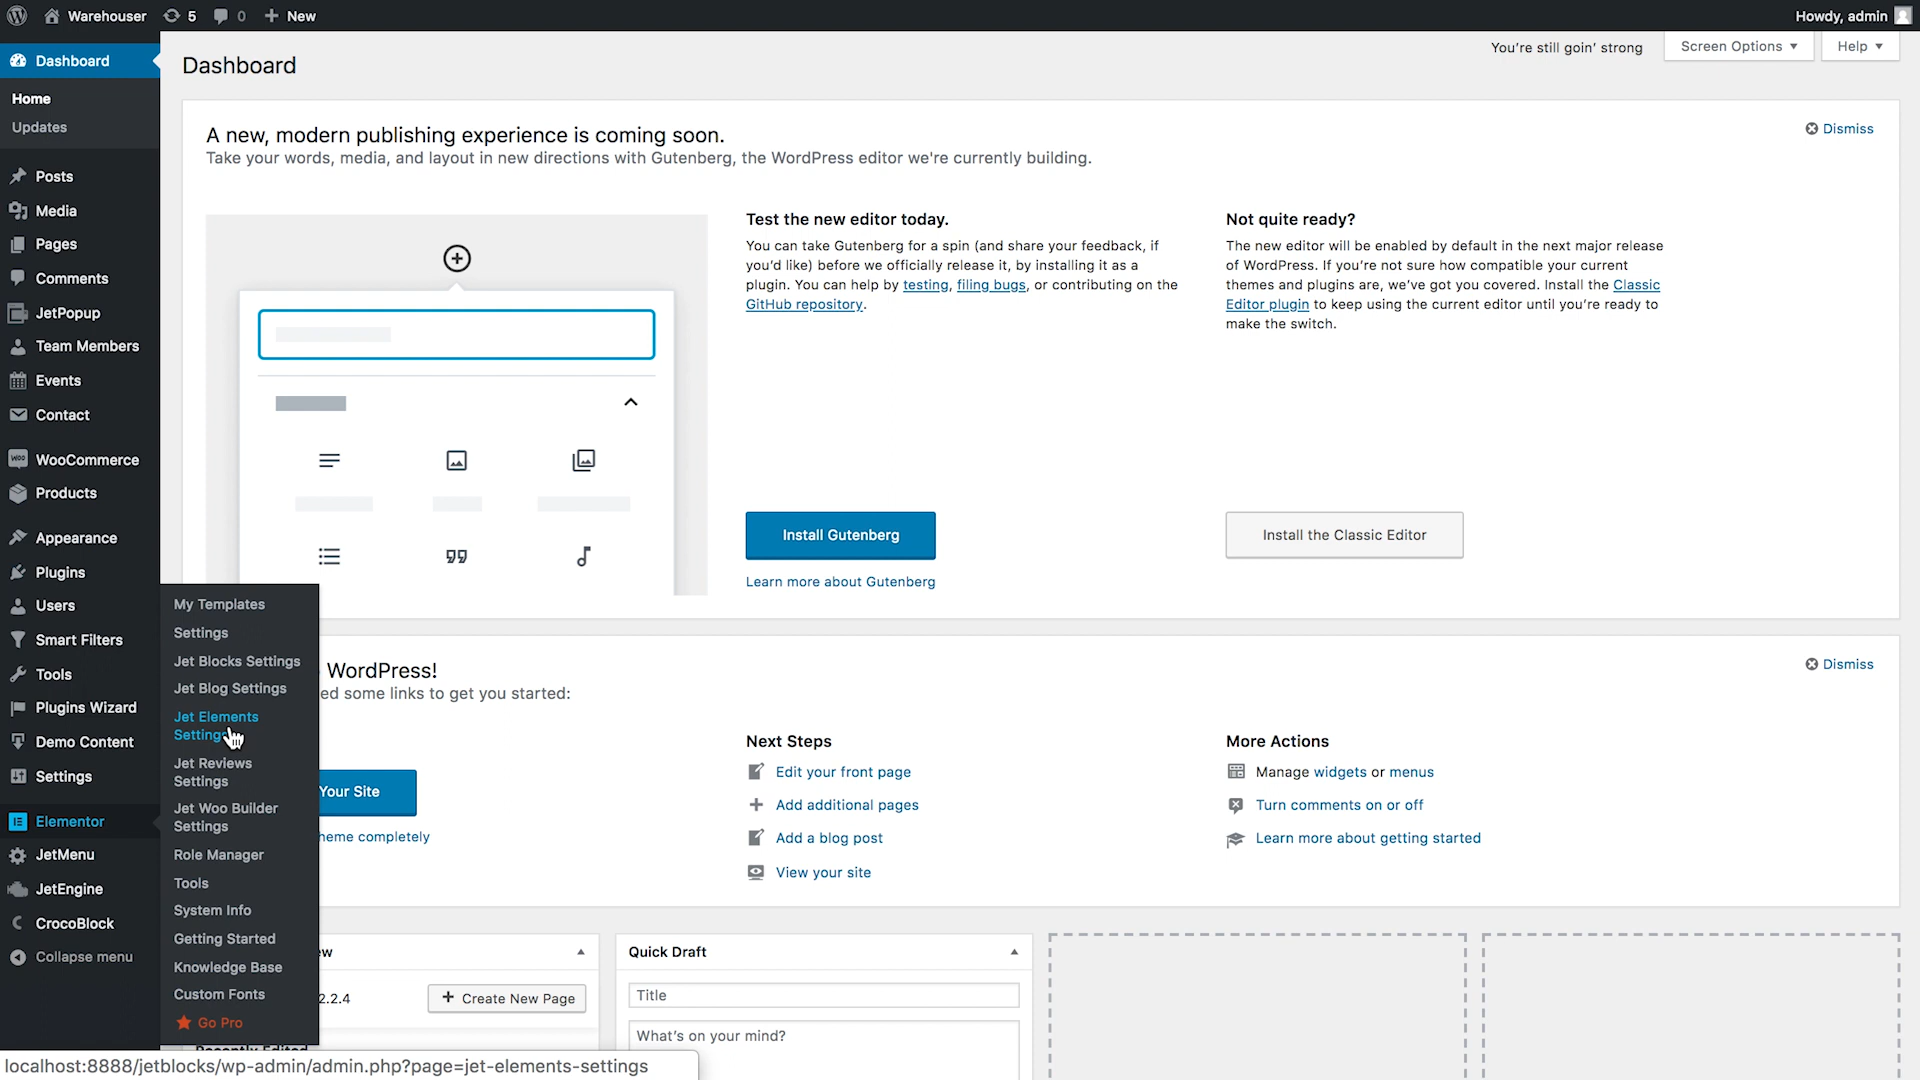 Warehouser 5 0 New Howdy, admin
Dashboard
Home
Updates
Posts
Media
Pages
Comments
JetPopup
Team Members
Events
Contact
WooCommerce
Products
Appearance
Plugins
Users
Smart Filters
Tools
Plugins Wizard
Demo Content
Settings
Elementor
JetMenu
JetEngine
CrocoBlock
Collapse menu
My Templates
Settings
Jet Blocks Settings
Jet Blog Settings
Jet Elements
Settings
Jet Reviews
Settings
Jet Woo Builder
Settings
Role Manager
Tools
System Info
Getting Started
Knowledge Base
Custom Fonts
Go Pro
Dashboard
You're still goin' strong
Screen Options
Help
A new, modern publishing experience is coming soon.
Take your words, media, and layout in new directions with Gutenberg, the WordPress editor we're currently building.
Dismiss
Test the new editor today.
You can take Gutenberg for a spin (and share your feedback, if
you'd like) before we officially release it, by installing it as a
plugin. You can help by testing, filing bugs, or contributing on the
GitHub repository.
Install Gutenberg
Learn more about Gutenberg
Not quite ready?
The new editor will be enabled by default in the next major release
of WordPress. If you're not sure how compatible your current
themes and plugins are, we've got you covered. Install the Classic
Editor plugin to keep using the current editor until you're ready to
make the switch.
Install the Classic Editor
WordPress!
ed some links to get you started:
Dismiss
Your Site
heme completely
Next Steps
Edit your front page
Add additional pages
Add a blog post
View your site
More Actions
Manage widgets or menus
Turn comments on or off
Learn more about getting started
ew
2.2.4
Create New Page
Recently Edited
Quick Draft
Title
What's on your mind?
localhost:8888/jetblocks/wp-admin/admin.php?page=jet-elements-settings